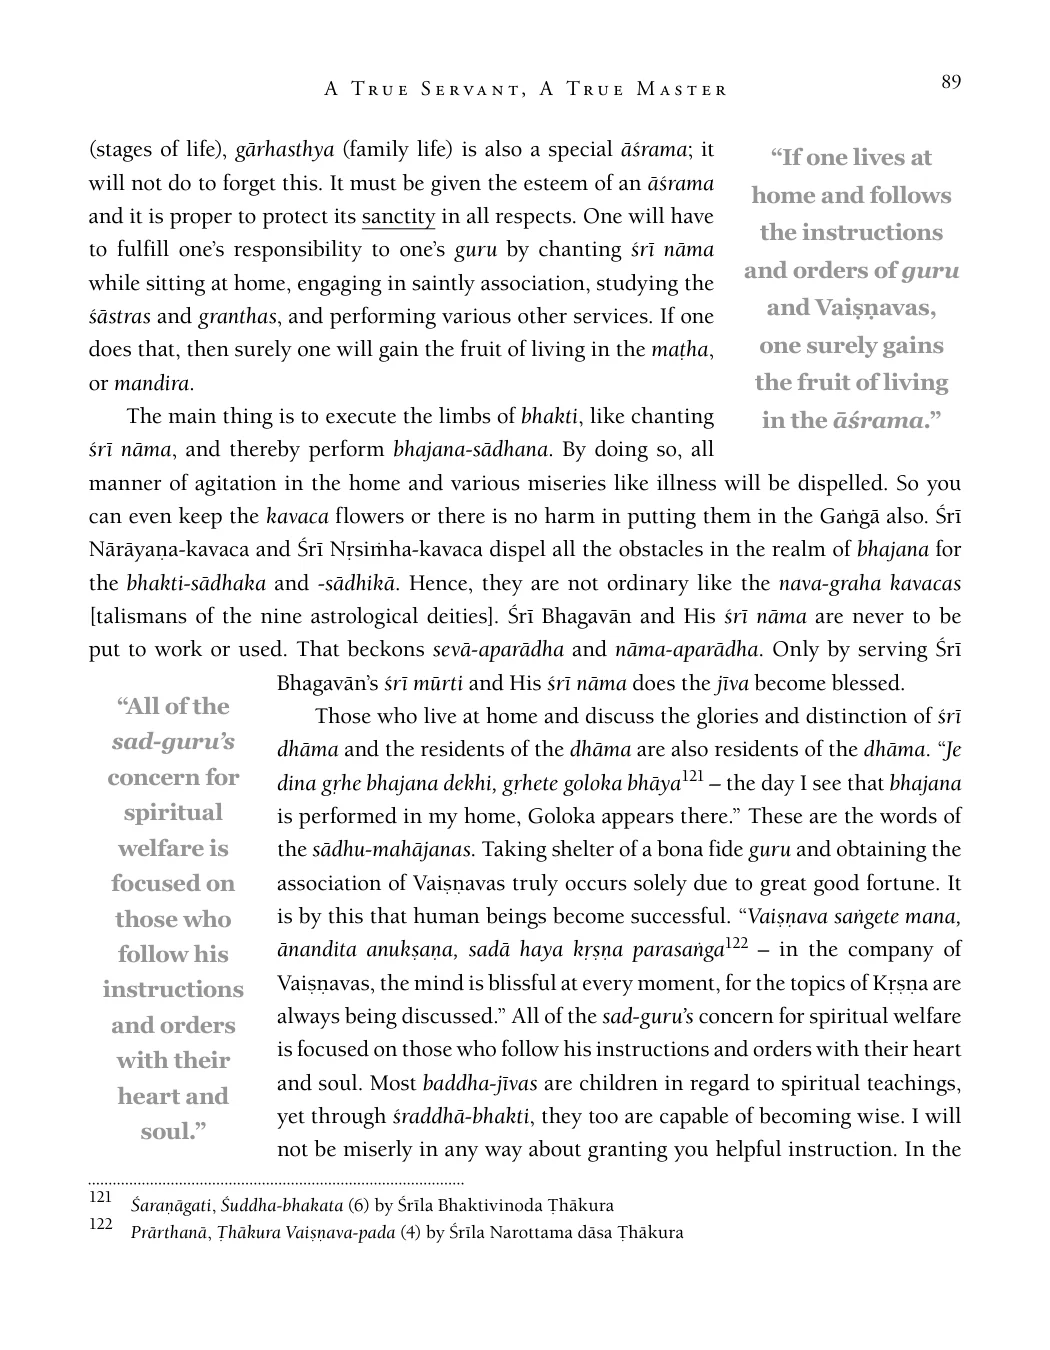 A True Servant, A True Master
89
(stages of life), gārhasthya (family life) is also a special āśrama; it
will not do to forget this. It must be given the esteem of an āśrama
and it is proper to protect its sanctity in all respects. One will have
to fulfill one’s responsibility to one’s guru by chanting śrī nāma
while sitting at home, engaging in saintly association, studying the
śāstras and granthas, and performing various other services. If one
does that, then surely one will gain the fruit of living in the maṭha,
or mandira.
“If one lives at
home and follows
the instructions
and orders of guru
and Vaiṣṇavas,
one surely gains
the fruit of living
in the āśrama.”
The main thing is to execute the limbs of bhakti, like chanting
śrī nāma, and thereby perform bhajana-sādhana. By doing so, all
manner of agitation in the home and various miseries like illness will be dispelled. So you
can even keep the kavaca flowers or there is no harm in putting them in the Gaṅgā also. Śrī
Nārāyaṇa-kavaca and Śrī Nṛsiṁha-kavaca dispel all the obstacles in the realm of bhajana for
the bhakti-sādhaka and -sādhikā. Hence, they are not ordinary like the nava-graha kavacas
[talismans of the nine astrological deities]. Śrī Bhagavān and His śrī nāma are never to be
put to work or used. That beckons sevā-aparādha and nāma-aparādha. Only by serving Śrī
Bhagavān’s śrī mūrti and His śrī nāma does the jīva become blessed.
“All of the
sad-guru’s
concern for
spiritual
welfare is
focused on
those who
follow his
instructions
and orders
with their
heart and
soul.”
Those who live at home and discuss the glories and distinction of śrī
dhāma and the residents of the dhāma are also residents of the dhāma. “Je
dina gṛhe bhajana dekhi, gṛhete goloka bhāya121 – the day I see that bhajana
is performed in my home, Goloka appears there.” These are the words of
the sādhu-mahājanas. Taking shelter of a bona fide guru and obtaining the
association of Vaiṣṇavas truly occurs solely due to great good fortune. It
is by this that human beings become successful. “Vaiṣṇava saṅgete mana,
ānandita anukṣaṇa, sadā haya kṛṣṇa parasaṅga122 – in the company of
Vaiṣṇavas, the mind is blissful at every moment, for the topics of Kṛṣṇa are
always being discussed.” All of the sad-guru’s concern for spiritual welfare
is focused on those who follow his instructions and orders with their heart
and soul. Most baddha-jīvas are children in regard to spiritual teachings,
yet through śraddhā-bhakti, they too are capable of becoming wise. I will
not be miserly in any way about granting you helpful instruction. In the
121 Śaraṇāgati, Śuddha-bhakata (6) by Śrīla Bhaktivinoda Ṭhākura
122 Prārthanā, Ṭhākura Vaiṣṇava-pada (4) by Śrīla Narottama dāsa Ṭhākura